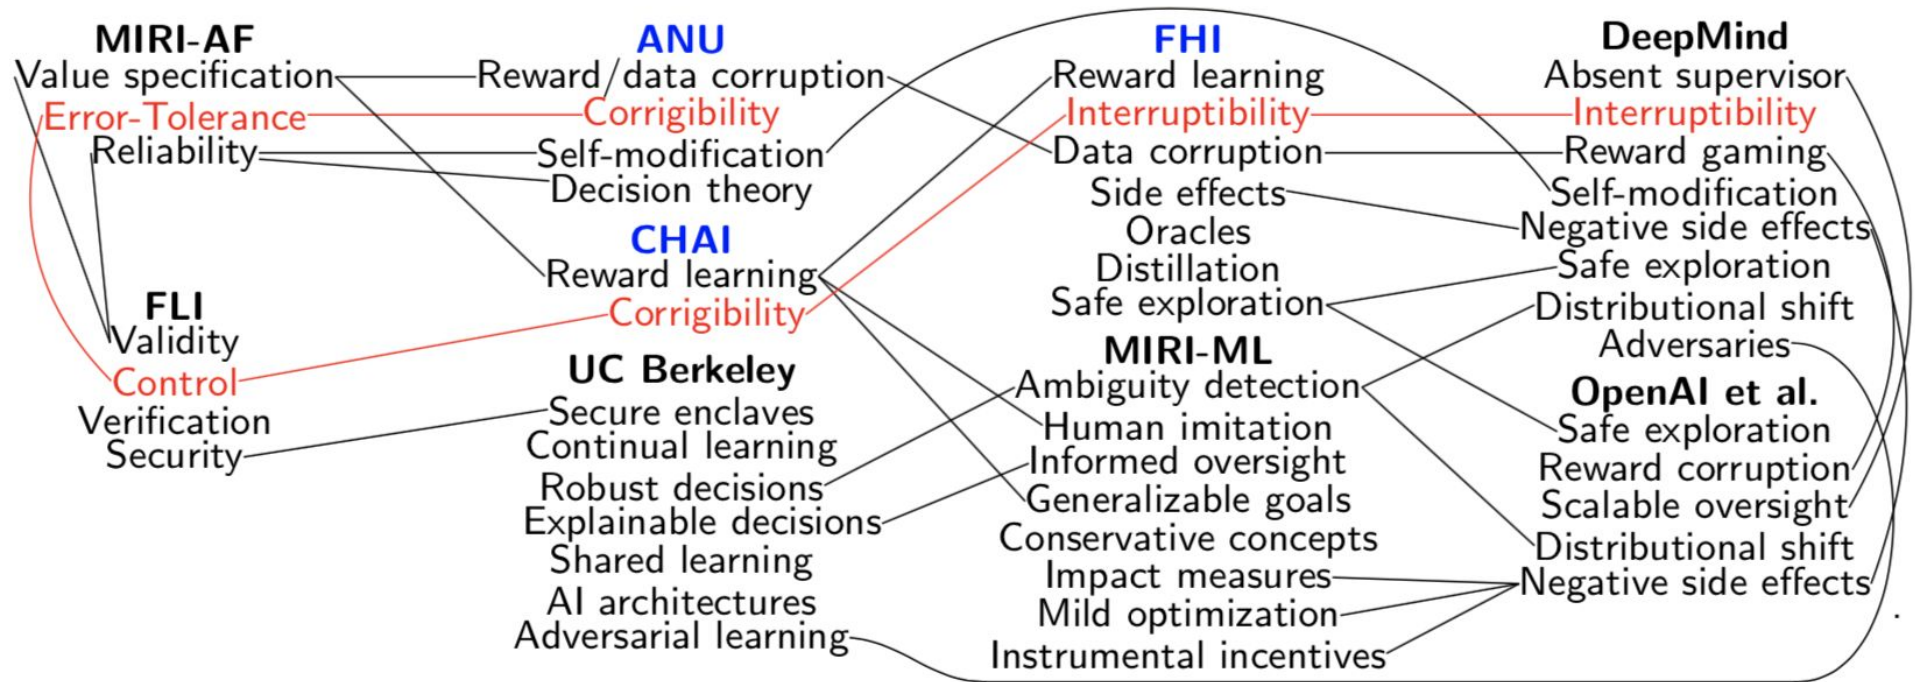 MIRI-AF
Value specification
Error-Tolerance
Reliability
FLI
Validity
Control
Verification
Security
ANU
Reward/data corruption
Corrigibility
Self-modification
Decision theory
CHAI
Reward learning
Corrigibility
UC Berkeley
Secure enclaves
Continual learning
Robust decisions
Explainable decisions
Shared learning
AI architectures
Adversarial learning
FHI
Reward learning
Interruptibility
Data corruption
Side effects
Oracles
Distillation
Safe exploration
MIRI-ML
Ambiguity detection
Human imitation
Informed oversight
Generalizable goals
Conservative concepts
Impact measures
Mild optimization
Instrumental incentives
DeepMind
Absent supervisor
Interruptibility
Reward gaming
Self-modification
Negative side effects
Safe exploration
Distributional shift
Adversaries
OpenAI et al.
Safe exploration
Reward corruption
Scalable oversight
Distributional shift
Negative side effects
.